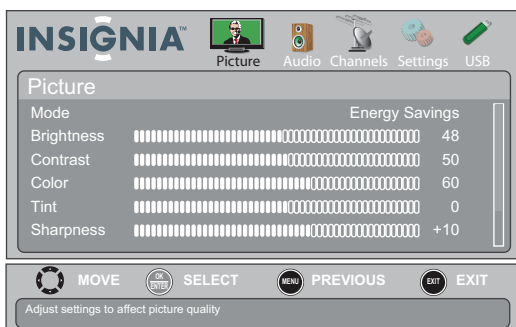 INSIGNIA™
Picture Audio Channels Settings USB
Picture
Mode Energy Savings
Brightness 48
Contrast 50
Color 60
Tint 0
Sharpness +10
MOVE OK ENTER SELECT MENU PREVIOUS EXIT EXIT
Adjust settings to affect picture quality